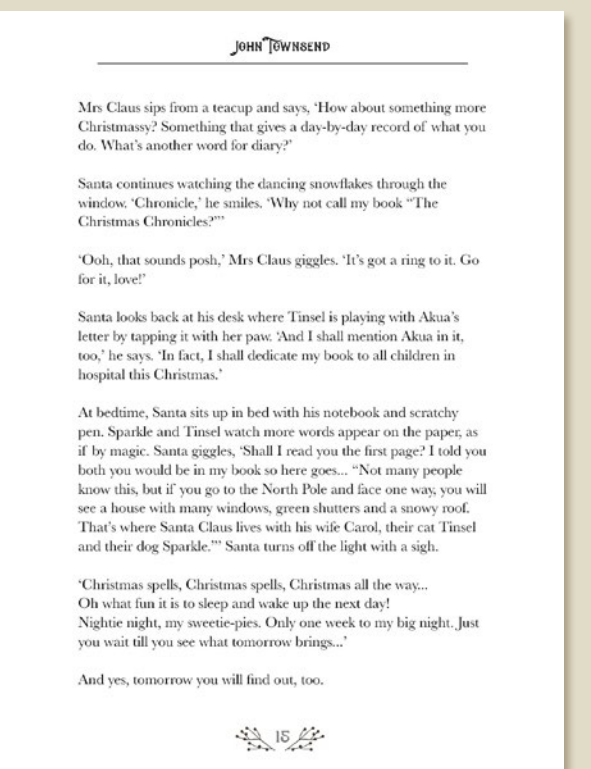 John Townsend
Mrs Claus sips from a teacup and says, ‘How about something more
Christmassy? Something that gives a day-by-day record of what you
do. What’s another word for diary?’
Santa continues watching the dancing snowflakes through the
window. ‘Chronicle,’ he smiles. ‘Why not call my book “The
Christmas Chronicles?”’
‘Ooh, that sounds posh,’ Mrs Claus giggles. ‘It’s got a ring to it. Go
for it, love!’
Santa looks back at his desk where Tinsel is playing with Akua’s
letter by tapping it with her paw. ‘And I shall mention Akua in it,
too,’ he says. ‘In fact, I shall dedicate my book to all children in
hospital this Christmas.’
At bedtime, Santa sits up in bed with his notebook and scratchy
pen. Sparkle and Tinsel watch more words appear on the paper, as
if by magic. Santa giggles, ‘Shall I read you the first page? I told you
both you would be in my book so here goes... “Not many people
know this, but if you go to the North Pole and face one way, you will
see a house with many windows, green shutters and a snowy roof.
That’s where Santa Claus lives with his wife Carol, their cat Tinsel
and their dog Sparkle.”’ Santa turns off the light with a sigh.
‘Christmas spells, Christmas spells, Christmas all the way...
Oh what fun it is to sleep and wake up the next day!
Nightie night, my sweetie-pies. Only one week to my big night. Just
you wait till you see what tomorrow brings...’
And yes, tomorrow you will find out, too.
15